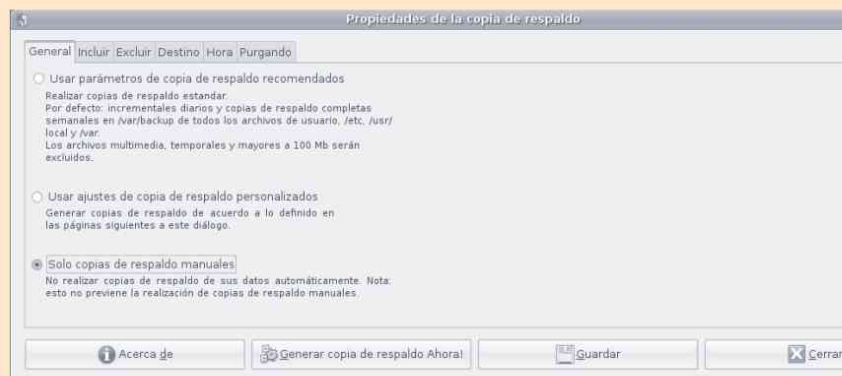 Propiedades de la copia de respaldo
General Incluir Excluir Destino Hora Purgando
Usar parámetros de copia de respaldo recomendados
Realizar copias de respaldo estandar.
Por defecto: incrementales diarios y copias de respaldo completas
semanales en /var/backup de todos los archivos de usuario, /etc, /usr/
local y /var.
Los archivos multimedia, temporales y mayores a 100 Mb serán
excluidos.
Usar ajustes de copia de respaldo personalizados
Generar copias de respaldo de acuerdo a lo definido en
las páginas siguientes a este diálogo.
Solo copias de respaldo manuales
No realizar copias de respaldo de sus datos automáticamente. Nota:
esto no previene la realización de copias de respaldo manuales.
Acerca de Generar copia de respaldo Ahora! Guardar Cerrar